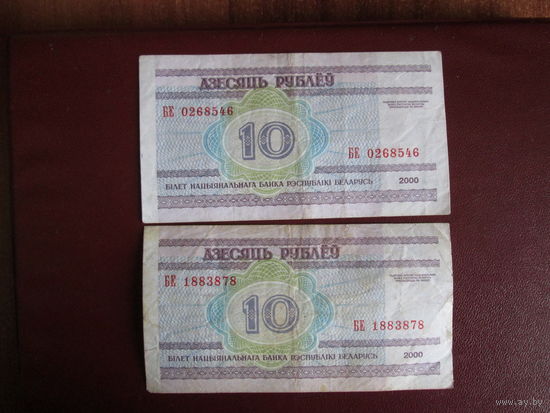 ДЗЕСЯЦЬ РУБЛЁЎ
БЕ 0268546
10
БЕ 0268546
БІЛЕТ НАЦЫЯНАЛЬНАГА БАНКА РЭСПУБЛІКІ БЕЛАРУСЬ 2000
ДЗЕСЯЦЬ РУБЛЁЎ
БЕ 1883878
10
БЕ 1883878
БІЛЕТ НАЦЫЯНАЛЬНАГА БАНКА РЭСПУБЛІКІ БЕЛАРУСЬ 2000
www.ay.by